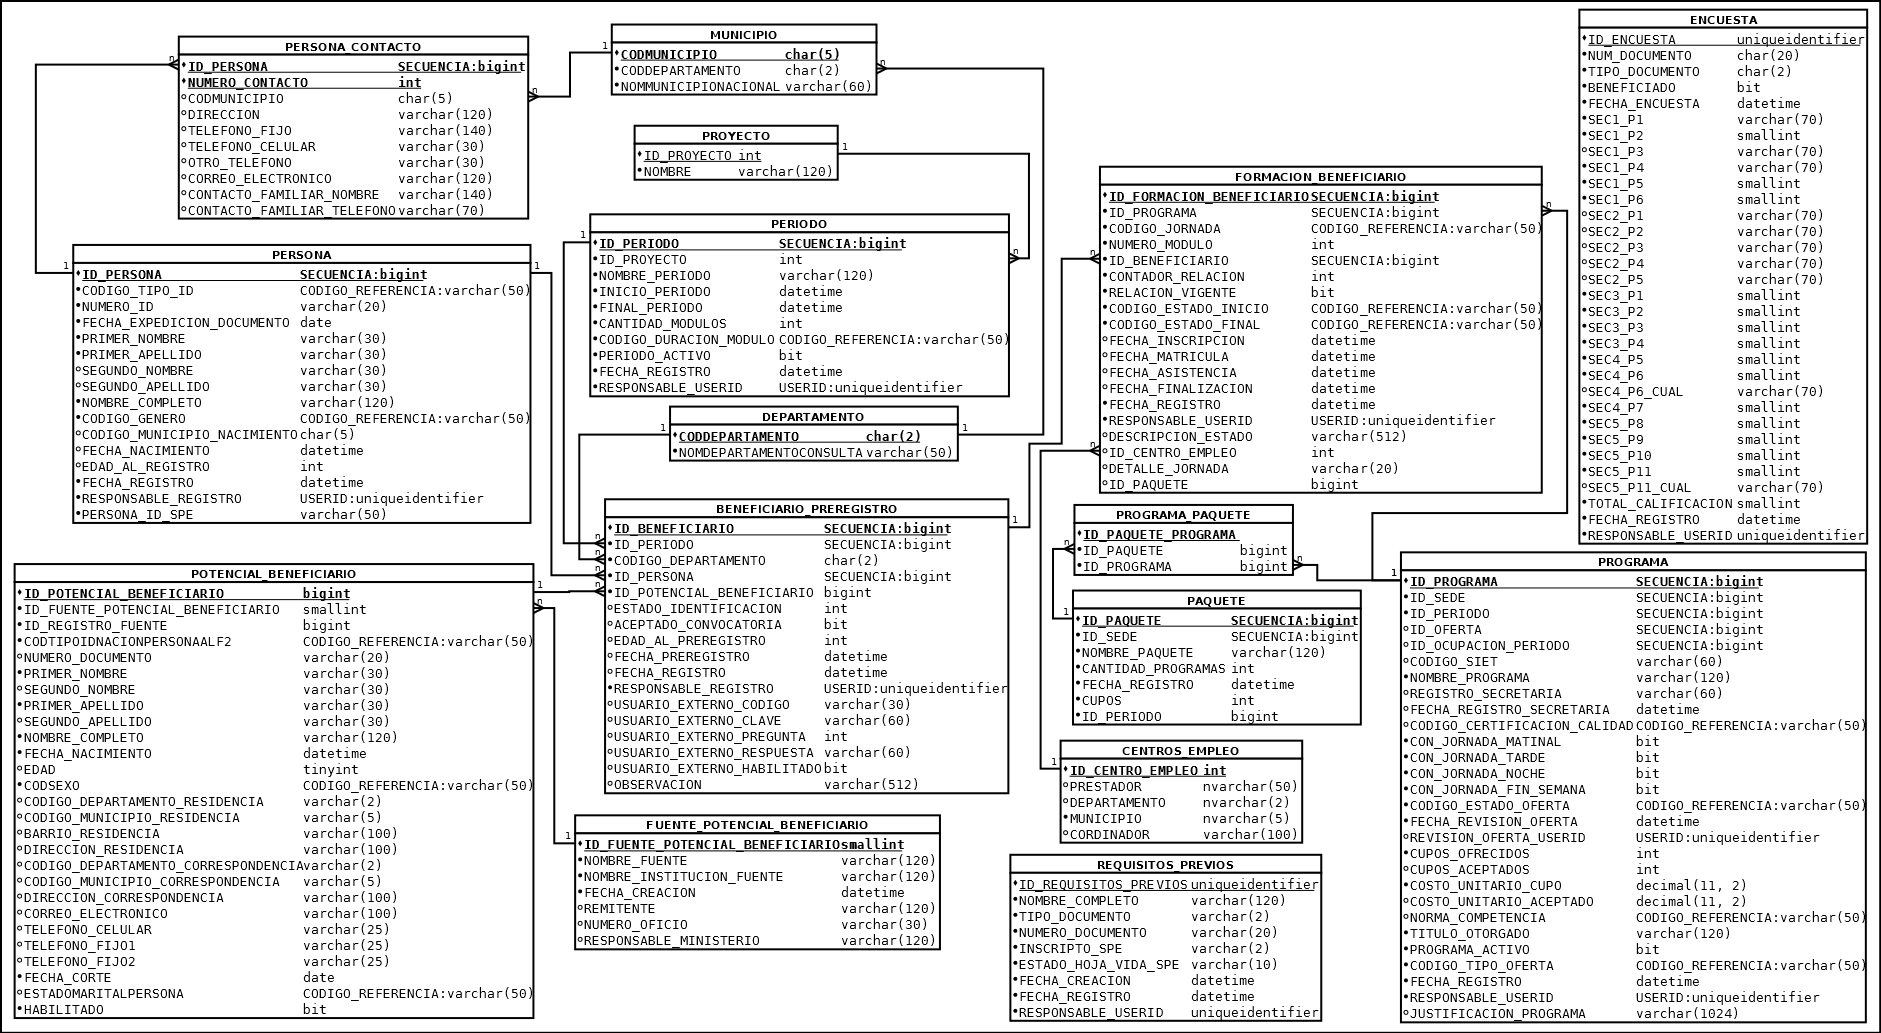 PERSONA_CONTACTO
ID_PERSONA SECUENCIA:bigint
NUMERO_CONTACTO int
CODMUNICIPIO char(5)
DIRECCION varchar(120)
TELEFONO_FIJO varchar(140)
TELEFONO_CELULAR varchar(30)
OTRO_TELEFONO varchar(30)
CORREO_ELECTRONICO varchar(120)
CONTACTO_FAMILIAR_NOMBRE varchar(140)
CONTACTO_FAMILIAR_TELEFONO varchar(70)
n
n
MUNICIPIO
CODMUNICIPIO char(5)
CODDEPARTAMENTO char(2)
NOMMUNICIPIONACIONAL varchar(60)
1
n
PROYECTO
ID_PROYECTO int
NOMBRE varchar(120)
1
PERIODO
ID_PERIODO SECUENCIA:bigint
ID_PROYECTO int
NOMBRE_PERIODO varchar(120)
INICIO_PERIODO datetime
FINAL_PERIODO datetime
CANTIDAD_MODULOS int
CODIGO_DURACION_MODULO CODIGO_REFERENCIA:varchar(50)
PERIODO_ACTIVO bit
FECHA_REGISTRO datetime
RESPONSABLE_USERID USERID:uniqueidentifier
1
n
PERSONA
ID_PERSONA SECUENCIA:bigint
CODIGO_TIPO_ID CODIGO_REFERENCIA:varchar(50)
NUMERO_ID varchar(20)
FECHA_EXPEDICION_DOCUMENTO date
PRIMER_NOMBRE varchar(30)
PRIMER_APELLIDO varchar(30)
SEGUNDO_NOMBRE varchar(30)
SEGUNDO_APELLIDO varchar(30)
NOMBRE_COMPLETO varchar(120)
CODIGO_GENERO CODIGO_REFERENCIA:varchar(50)
CODIGO_MUNICIPIO_NACIMIENTO char(5)
FECHA_NACIMIENTO datetime
EDAD_AL_REGISTRO int
FECHA_REGISTRO datetime
RESPONSABLE_REGISTRO USERID:uniqueidentifier
PERSONA_ID_SPE varchar(50)
1
1
DEPARTAMENTO
CODDEPARTAMENTO char(2)
NOMDEPARTAMENTOCONSULTA varchar(50)
1
1
BENEFICIARIO_PREREGISTRO
ID_BENEFICIARIO SECUENCIA:bigint
ID_PERIODO SECUENCIA:bigint
CODIGO_DEPARTAMENTO char(2)
ID_PERSONA SECUENCIA:bigint
ID_POTENCIAL_BENEFICIARIO bigint
ESTADO_IDENTIFICACION int
ACEPTADO_CONVOCATORIA bit
EDAD_AL_PREREGISTRO int
FECHA_PREREGISTRO datetime
FECHA_REGISTRO datetime
RESPONSABLE_REGISTRO USERID:uniqueidentifier
USUARIO_EXTERNO_CODIGO varchar(30)
USUARIO_EXTERNO_CLAVE varchar(60)
USUARIO_EXTERNO_PREGUNTA int
USUARIO_EXTERNO_RESPUESTA varchar(60)
USUARIO_EXTERNO_HABILITADO bit
OBSERVACION varchar(512)
1
n
n
n
n
POTENCIAL_BENEFICIARIO
ID_POTENCIAL_BENEFICIARIO bigint
ID_FUENTE_POTENCIAL_BENEFICIARIO smallint
ID_REGISTRO_FUENTE bigint
CODTIPOIDNACIONPERSONAALF2 CODIGO_REFERENCIA:varchar(50)
NUMERO_DOCUMENTO varchar(20)
PRIMER_NOMBRE varchar(30)
SEGUNDO_NOMBRE varchar(30)
PRIMER_APELLIDO varchar(30)
SEGUNDO_APELLIDO varchar(30)
NOMBRE_COMPLETO varchar(120)
FECHA_NACIMIENTO datetime
EDAD tinyint
CODSEXO CODIGO_REFERENCIA:varchar(50)
CODIGO_DEPARTAMENTO_RESIDENCIA varchar(2)
CODIGO_MUNICIPIO_RESIDENCIA varchar(5)
BARRIO_RESIDENCIA varchar(100)
DIRECCION_RESIDENCIA varchar(100)
CODIGO_DEPARTAMENTO_CORRESPONDENCIA varchar(2)
CODIGO_MUNICIPIO_CORRESPONDENCIA varchar(5)
DIRECCION_CORRESPONDENCIA varchar(100)
CORREO_ELECTRONICO varchar(100)
TELEFONO_CELULAR varchar(25)
TELEFONO_FIJO1 varchar(25)
TELEFONO_FIJO2 varchar(25)
FECHA_CORTE date
ESTADOMARITALPERSONA CODIGO_REFERENCIA:varchar(50)
HABILITADO bit
1
n
FUENTE_POTENCIAL_BENEFICIARIO
ID_FUENTE_POTENCIAL_BENEFICIARIO smallint
NOMBRE_FUENTE varchar(120)
NOMBRE_INSTITUCION_FUENTE varchar(120)
FECHA_CREACION datetime
REMITENTE varchar(120)
NUMERO_OFICIO varchar(30)
RESPONSABLE_MINISTERIO varchar(120)
1
FORMACION_BENEFICIARIO
ID_FORMACION_BENEFICIARIO SECUENCIA:bigint
ID_PROGRAMA SECUENCIA:bigint
CODIGO_JORNADA CODIGO_REFERENCIA:varchar(50)
NUMERO_MODULO int
ID_BENEFICIARIO SECUENCIA:bigint
CONTADOR_RELACION int
RELACION_VIGENTE bit
CODIGO_ESTADO_INICIO CODIGO_REFERENCIA:varchar(50)
CODIGO_ESTADO_FINAL CODIGO_REFERENCIA:varchar(50)
FECHA_INSCRIPCION datetime
FECHA_MATRICULA datetime
FECHA_ASISTENCIA datetime
FECHA_FINALIZACION datetime
FECHA_REGISTRO datetime
RESPONSABLE_USERID USERID:uniqueidentifier
DESCRIPCION_ESTADO varchar(512)
ID_CENTRO_EMPLEO int
DETALLE_JORNADA varchar(20)
ID_PAQUETE bigint
n
n
n
PROGRAMA_PAQUETE
ID_PAQUETE_PROGRAMA
ID_PAQUETE bigint
ID_PROGRAMA bigint
n
n
PAQUETE
ID_PAQUETE SECUENCIA:bigint
ID_SEDE SECUENCIA:bigint
NOMBRE_PAQUETE varchar(120)
CANTIDAD_PROGRAMAS int
FECHA_REGISTRO datetime
CUPOS int
ID_PERIODO bigint
1
CENTROS_EMPLEO
ID_CENTRO_EMPLEO int
PRESTADOR nvarchar(50)
DEPARTAMENTO nvarchar(2)
MUNICIPIO nvarchar(5)
CORDINADOR varchar(100)
1
REQUISITOS_PREVIOS
ID_REQUISITOS_PREVIOS uniqueidentifier
NOMBRE_COMPLETO varchar(120)
TIPO_DOCUMENTO varchar(2)
NUMERO_DOCUMENTO varchar(20)
INSCRIPTO_SPE varchar(2)
ESTADO_HOJA_VIDA_SPE varchar(10)
FECHA_CREACION datetime
FECHA_REGISTRO datetime
RESPONSABLE_USERID uniqueidentifier
ENCUESTA
ID_ENCUESTA uniqueidentifier
NUM_DOCUMENTO char(20)
TIPO_DOCUMENTO char(2)
BENEFICIADO bit
FECHA_ENCUESTA datetime
SEC1_P1 varchar(70)
SEC1_P2 smallint
SEC1_P3 varchar(70)
SEC1_P4 varchar(70)
SEC1_P5 smallint
SEC1_P6 smallint
SEC2_P1 varchar(70)
SEC2_P2 varchar(70)
SEC2_P3 varchar(70)
SEC2_P4 varchar(70)
SEC2_P5 varchar(70)
SEC3_P1 smallint
SEC3_P2 smallint
SEC3_P3 smallint
SEC3_P4 smallint
SEC4_P5 smallint
SEC4_P6 smallint
SEC4_P6_CUAL varchar(70)
SEC4_P7 smallint
SEC5_P8 smallint
SEC5_P9 smallint
SEC5_P10 smallint
SEC5_P11 smallint
SEC5_P11_CUAL varchar(70)
TOTAL_CALIFICACION smallint
FECHA_REGISTRO datetime
RESPONSABLE_USERID uniqueidentifier
PROGRAMA
ID_PROGRAMA SECUENCIA:bigint
ID_SEDE SECUENCIA:bigint
ID_PERIODO SECUENCIA:bigint
ID_OFERTA SECUENCIA:bigint
ID_OCUPACION_PERIODO SECUENCIA:bigint
CODIGO_SIET varchar(60)
NOMBRE_PROGRAMA varchar(120)
REGISTRO_SECRETARIA varchar(60)
FECHA_REGISTRO_SECRETARIA datetime
CODIGO_CERTIFICACION_CALIDAD CODIGO_REFERENCIA:varchar(50)
CON_JORNADA_MATINAL bit
CON_JORNADA_TARDE bit
CON_JORNADA_NOCHE bit
CON_JORNADA_FIN_SEMANA bit
CODIGO_ESTADO_OFERTA CODIGO_REFERENCIA:varchar(50)
FECHA_REVISION_OFERTA datetime
REVISION_OFERTA_USERID USERID:uniqueidentifier
CUPOS_OFRECIDOS int
CUPOS_ACEPTADOS int
COSTO_UNITARIO_CUPO decimal(11, 2)
COSTO_UNITARIO_ACEPTADO decimal(11, 2)
NORMA_COMPETENCIA CODIGO_REFERENCIA:varchar(50)
TITULO_OTORGADO varchar(120)
PROGRAMA_ACTIVO bit
CODIGO_TIPO_OFERTA CODIGO_REFERENCIA:varchar(50)
FECHA_REGISTRO datetime
RESPONSABLE_USERID USERID:uniqueidentifier
JUSTIFICACION_PROGRAMA varchar(1024)
1